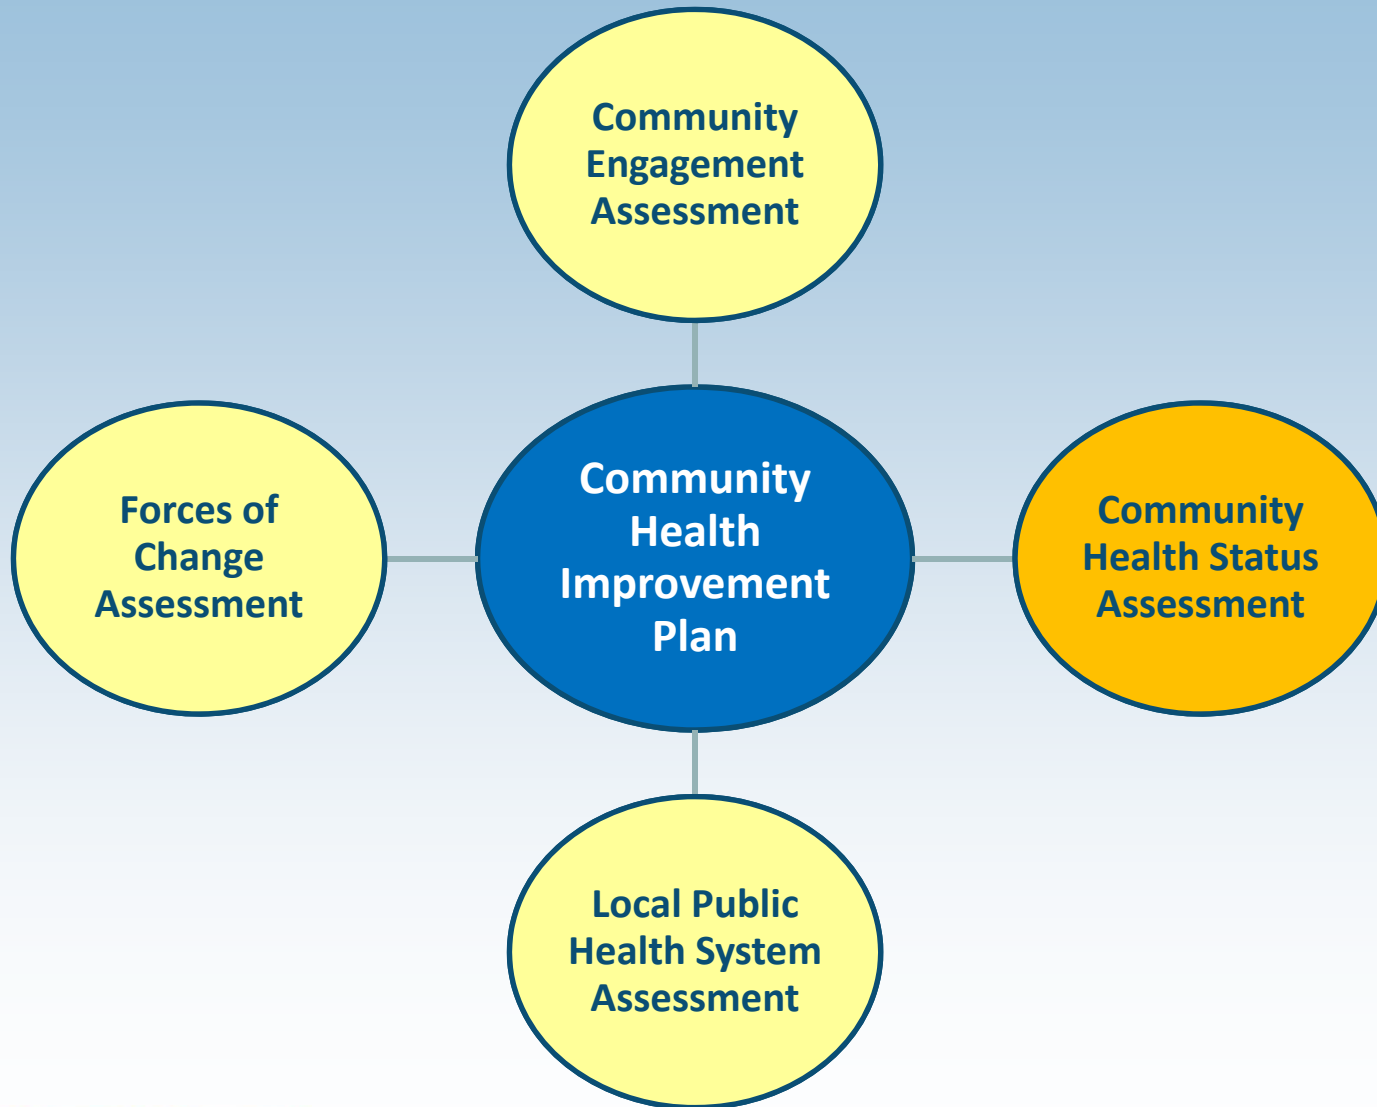 Community
Engagement
Assessment
Forces of
Change
Assessment
Community
Health
Improvement
Plan
Community
Health Status
Assessment
Local Public
Health System
Assessment